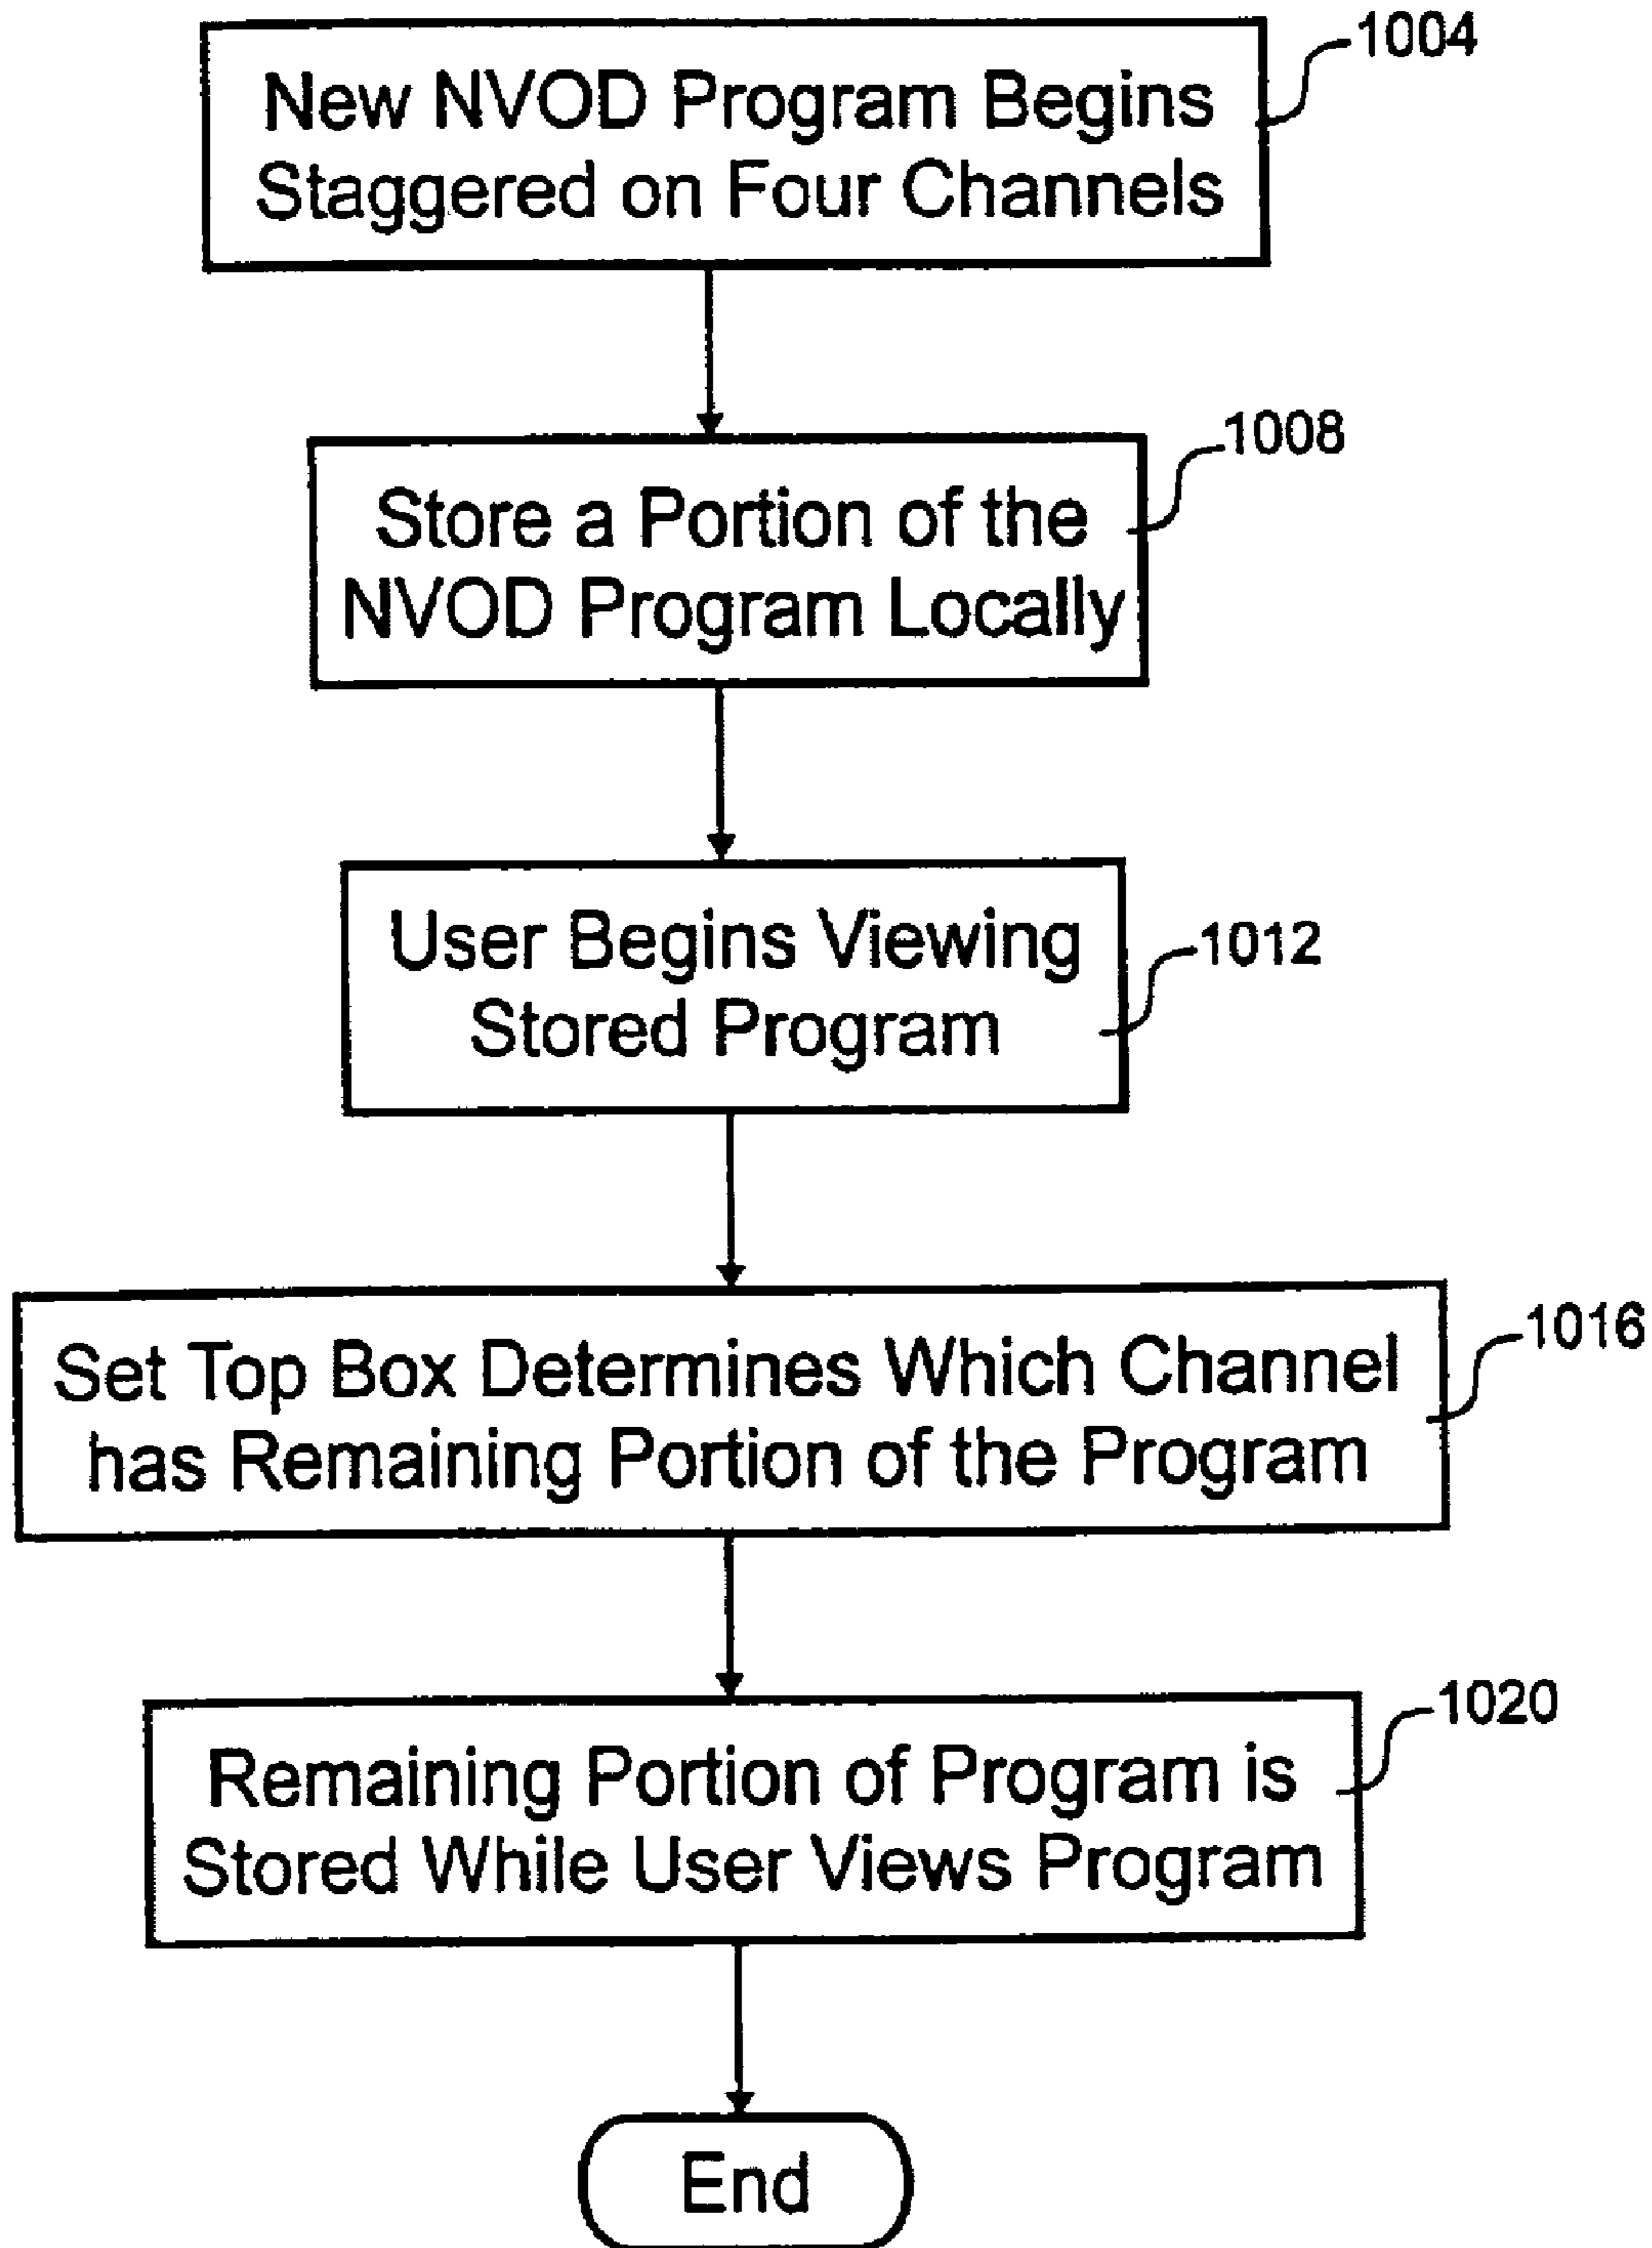 1004
New NVOD Program Begins
Staggered on Four Channels
1008
Store a Portion of the
NVOD Program Locally
1012
User Begins Viewing
Stored Program
1016
Set Top Box Determines Which Channel
has Remaining Portion of the Program
1020
Remaining Portion of Program is
Stored While User Views Program
End